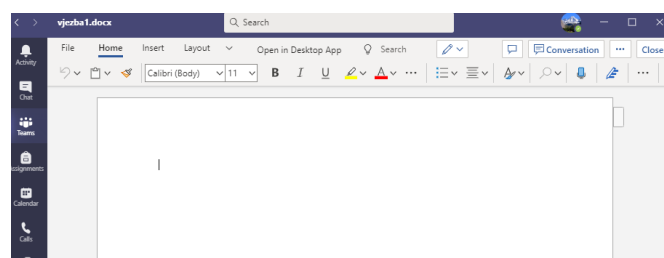 vjezba1.docx Search
File Home Insert Layout Open in Desktop App Search Conversation Close
Calibri (Body) 11 B I U A
Activity
Chat
Teams
Assignments
Calendar
Calls